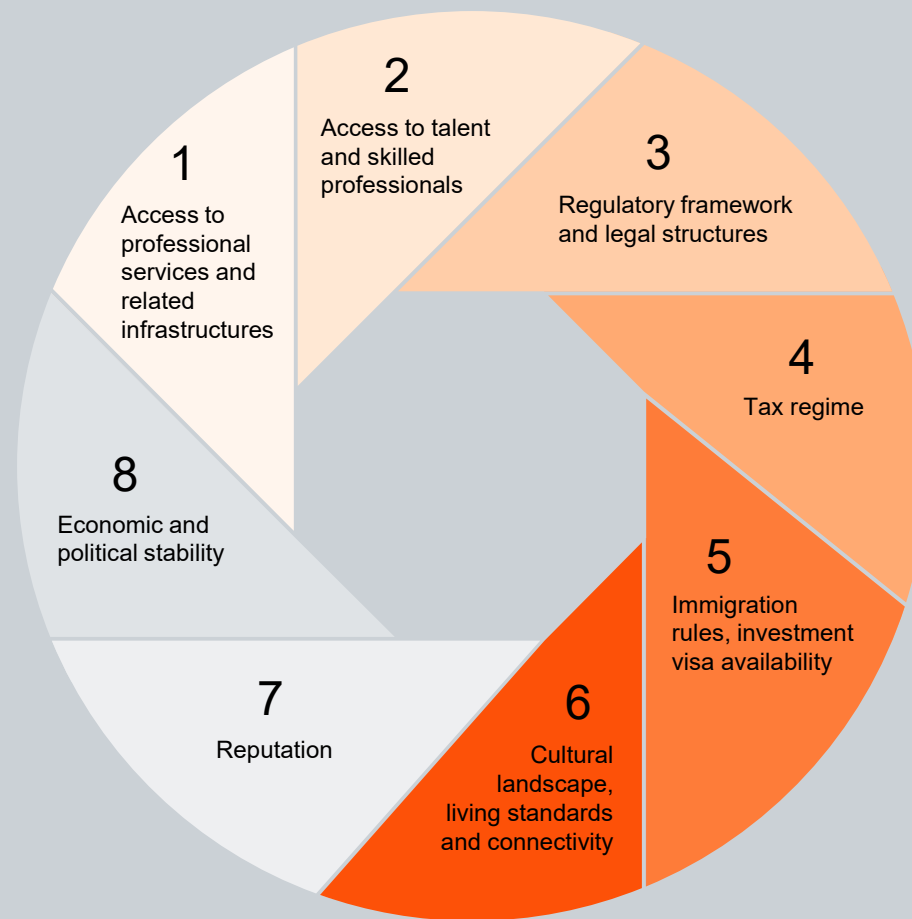 1
Access to
professional
services and
related
infrastructures
2
Access to talent
and skilled
professionals
3
Regulatory framework
and legal structures
4
Tax regime
5
Immigration
rules, investment
visa availability
6
Cultural
landscape,
living standards
and connectivity
7
Reputation
8
Economic and
political stability